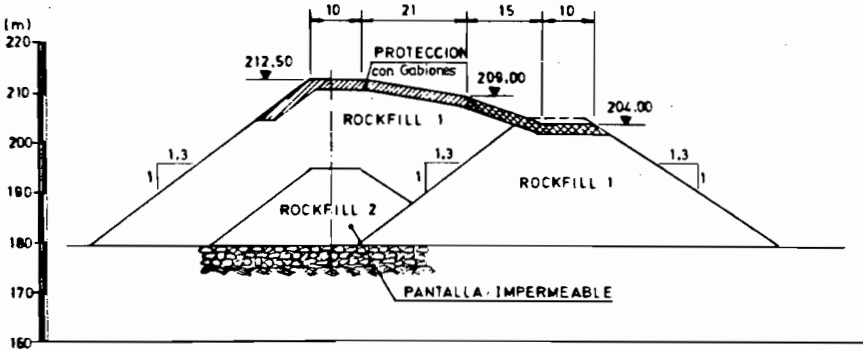 10 21 15 10
(m)
220
210
200
190
180
170
160
212.50
PROTECCION
con Gabiones
209.00
204.00
ROCKFILL 1
1.3
1
1.3
1
1.3
1
ROCKFILL 1
ROCKFILL 2
PANTALLA-IMPERMEABLE